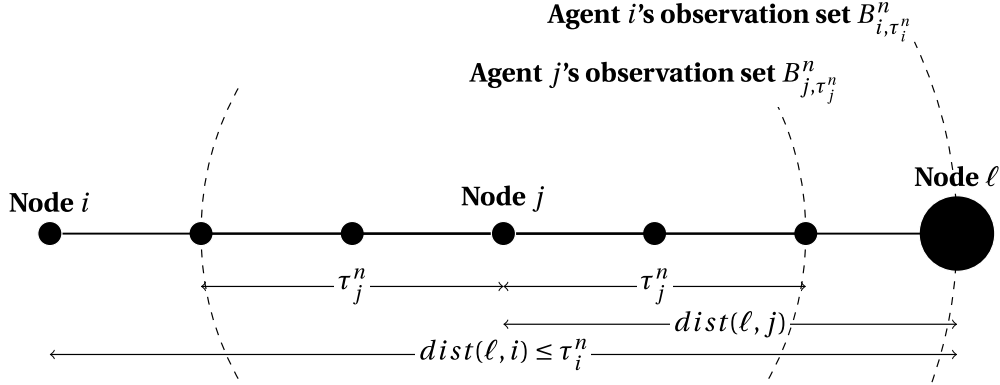 Agent i's observation set B^n_{i,τ^n_i}
Agent j's observation set B^n_{j,τ^n_j}
Node i
Node j
Node ℓ
τ^n_j
τ^n_j
dist(ℓ, j)
dist(ℓ, i) ≤ τ^n_i